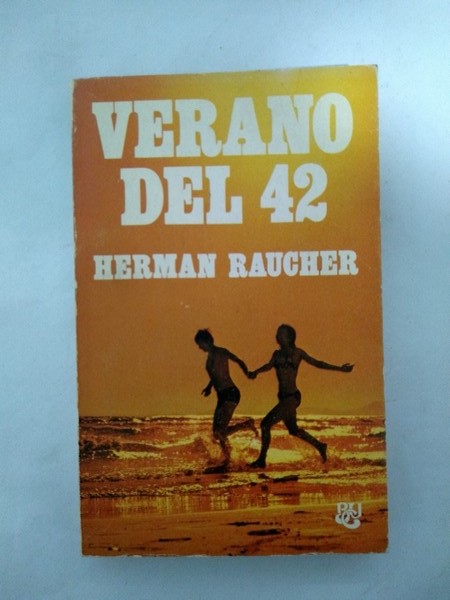 VERANO
DEL 42
HERMAN RAUCHER
P&J